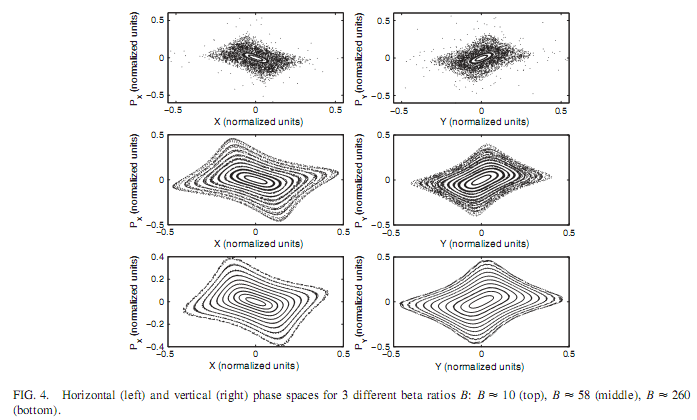 0.5
0
−0.5
P_X (normalized units)
−0.5
0
0.5
X (normalized units)
0.5
0
−0.5
P_Y (normalized units)
−0.5
0
0.5
Y (normalized units)
0.5
0
−0.5
P_X (normalized units)
−0.5
0
0.5
X (normalized units)
0.5
0
−0.5
P_Y (normalized units)
−0.5
0
0.5
Y (normalized units)
0.4
0.2
0
−0.2
−0.4
P_X (normalized units)
−0.5
0
0.5
X (normalized units)
0.5
0
−0.5
P_Y (normalized units)
−0.5
0
0.5
Y (normalized units)
FIG. 4. Horizontal (left) and vertical (right) phase spaces for 3 different beta ratios B: B ≈ 10 (top), B ≈ 58 (middle), B ≈ 260
(bottom).